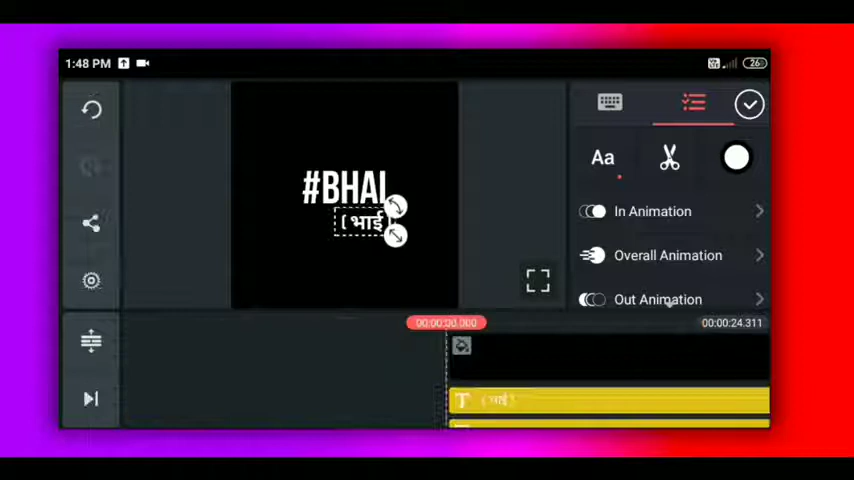 1:48 PM
26
#BHAI
( भाई )
Aa
In Animation
Overall Animation
Out Animation
00:00:00.000
00:00:24.311
T ( भाई )